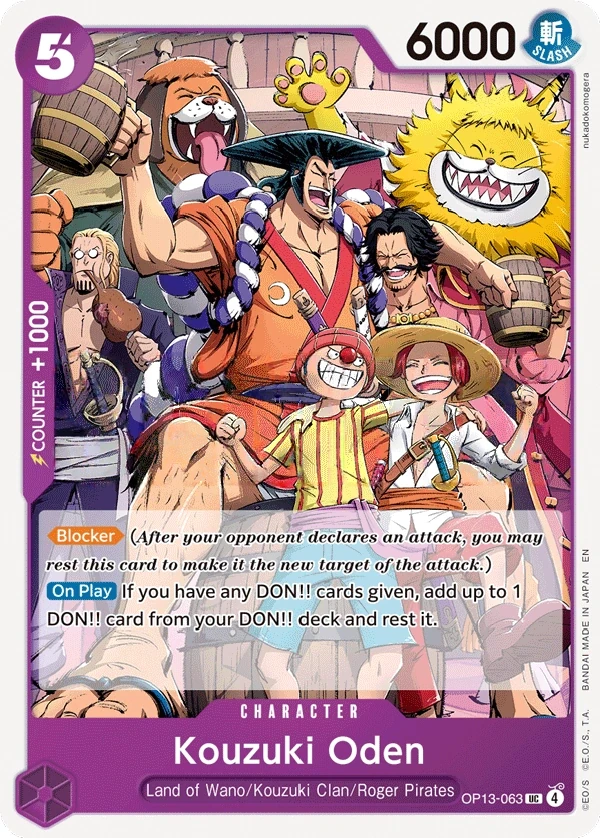 5
6000
斬
SLASH
nukadokomogera
COUNTER +1000
Blocker (After your opponent declares an attack, you may
rest this card to make it the new target of the attack.)
On Play If you have any DON!! cards given, add up to 1
DON!! card from your DON!! deck and rest it.
CHARACTER
Kouzuki Oden
Land of Wano/Kouzuki Clan/Roger Pirates
OP13-063 UC 4
©E.O/S ©E.O./S., T.A. BANDAI MADE IN JAPAN EN